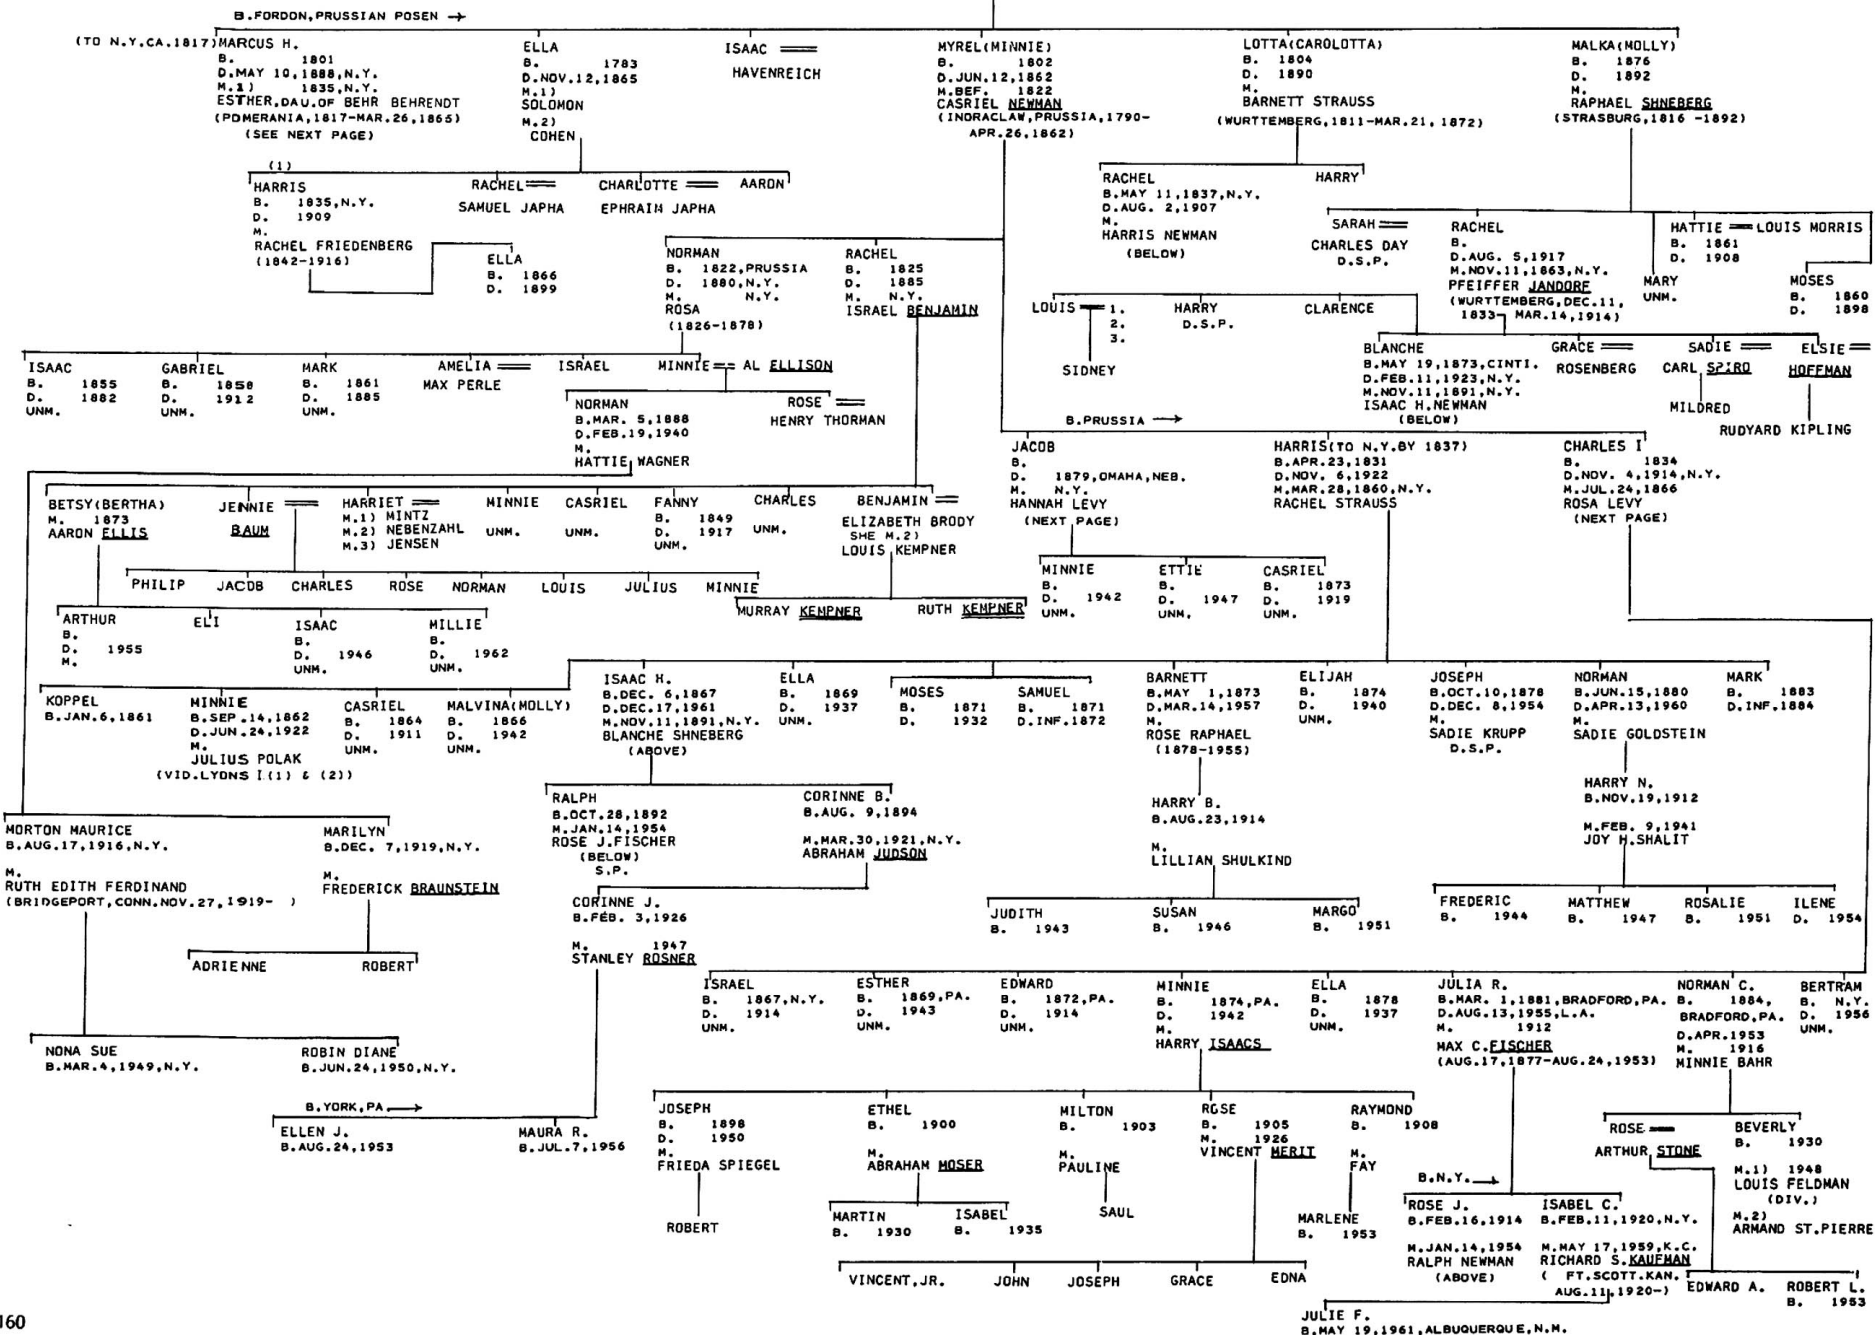 B.FORDON,PRUSSIAN POSEN →
(TO N.Y.CA.1817)
MARCUS H.
B. 1801
D.MAY 10,1888,N.Y.
M.1) 1835,N.Y.
ESTHER,DAU.OF BEHR BEHRENDT
(POMERANIA,1817-MAR.26,1865)
(SEE NEXT PAGE)
ELLA
B. 1783
D.NOV.12,1865
M.1)
SOLOMON
M.2)
COHEN
ISAAC
HAVENREICH
MYREL(MINNIE)
B. 1802
D.JUN.12,1862
M.BEF. 1822
CASRIEL NEWMAN
(INORACLAW,PRUSSIA,1790-
APR.26,1862)
LOTTA(CAROLOTTA)
B. 1804
D. 1890
M.
BARNETT STRAUSS
(WURTTEMBERG,1811-MAR.21, 1872)
MALKA(MOLLY)
B. 1876
D. 1892
M.
RAPHAEL SHNEBERG
(STRASBURG,1816 -1892)
(1)
HARRIS
B. 1835,N.Y.
D. 1909
M.
RACHEL FRIEDENBERG
(1842-1916)
RACHEL
SAMUEL JAPHA
CHARLOTTE
EPHRAIM JAPHA
AARON
ELLA
B. 1866
D. 1899
RACHEL
B.MAY 11,1837,N.Y.
D.AUG. 2,1907
M.
HARRIS NEWMAN
(BELOW)
HARRY
SARAH
CHARLES DAY
D.S.P.
RACHEL
B.
D.AUG. 5,1917
M.NOV.11,1863,N.Y.
PFEIFFER JANDORF
(WURTTEMBERG,DEC.11,
1833- MAR.14,1914)
MARY
UNM.
HATTIE LOUIS MORRIS
B. 1861
D. 1908
MOSES
B. 1860
D. 1898
NORMAN
B. 1822,PRUSSIA
D. 1880,N.Y.
M. N.Y.
ROSA
(1826-1878)
RACHEL
B. 1825
D. 1885
M. N.Y.
ISRAEL BENJAMIN
LOUIS 1.
2.
3.
SIDNEY
HARRY
D.S.P.
CLARENCE
BLANCHE
B.MAY 19,1873,CINTI.
D.FEB.11,1923,N.Y.
M.NOV.11,1891,N.Y.
ISAAC H.NEWMAN
(BELOW)
GRACE
ROSENBERG
SADIE
CARL SPIRO
MILDRED
ELSIE
HOFFMAN
RUDYARD KIPLING
ISAAC
B. 1855
D. 1882
UNM.
GABRIEL
B. 1858
D. 1912
UNM.
MARK
B. 1861
D. 1885
UNM.
AMELIA
MAX PERLE
ISRAEL
MINNIE AL ELLISON
NORMAN
B.MAR. 5,1888
D.FEB.19,1940
M.
HATTIE WAGNER
ROSE
HENRY THORMAN
B.PRUSSIA →
JACOB
B.
D. 1879,OMAHA,NEB.
M. N.Y.
HANNAH LEVY
(NEXT PAGE)
HARRIS(TO N.Y.BY 1837)
B.APR.23,1831
D.NOV. 6,1922
M.MAR.28,1860,N.Y.
RACHEL STRAUSS
CHARLES I
B. 1834
D.NOV. 4,1914,N.Y.
M.JUL.24,1866
ROSA LEVY
(NEXT PAGE)
BETSY(BERTHA)
M. 1873
AARON ELLIS
JENNIE
BAUM
HARRIET
M.1) MINTZ
M.2) NEBENZAHL
M.3) JENSEN
MINNIE
UNM.
CASRIEL
UNM.
FANNY
B. 1849
D. 1917
UNM.
CHARLES
UNM.
BENJAMIN
ELIZABETH BRODY
SHE M.2)
LOUIS KEMPNER
PHILIP JACOB CHARLES ROSE NORMAN LOUIS JULIUS MINNIE
MURRAY KEMPNER RUTH KEMPNER
MINNIE
B.
D. 1942
UNM.
ETTIE
B.
D. 1947
UNM.
CASRIEL
B. 1873
D. 1919
UNM.
ARTHUR
B.
D. 1955
M.
ELI
ISAAC
B.
D. 1946
UNM.
MILLIE
B.
D. 1962
UNM.
KOPPEL
B.JAN.6,1861
MINNIE
B.SEP.14,1862
D.JUN.24,1922
M.
JULIUS POLAK
(VID.LYONS I(1) & (2))
CASRIEL
B. 1864
D. 1911
UNM.
MALVINA(MOLLY)
B. 1866
D. 1942
UNM.
ISAAC H.
B.DEC. 6,1867
D.DEC.17,1961
M.NOV.11,1891,N.Y.
BLANCHE SHNEBERG
(ABOVE)
ELLA
B. 1869
D. 1937
UNM.
MOSES
B. 1871
D. 1932
SAMUEL
B. 1871
D.INF.1872
BARNETT
B.MAY 1,1873
D.MAR.14,1957
M.
ROSE RAPHAEL
(1878-1955)
ELIJAH
B. 1874
D. 1940
UNM.
JOSEPH
B.OCT.10,1878
D.DEC. 8,1954
M.
SADIE KRUPP
D.S.P.
NORMAN
B.JUN.15,1880
D.APR.13,1960
M.
SADIE GOLDSTEIN
MARK
B. 1883
D.INF.1884
RALPH
B.OCT.28,1892
M.JAN.14,1954
ROSE J.FISCHER
(BELOW)
S.P.
CORINNE B.
B.AUG. 9,1894
M.MAR.30,1921,N.Y.
ABRAHAM JUDSON
HARRY B.
B.AUG.23,1914
M.
LILLIAN SHULKIND
HARRY N.
B.NOV.19,1912
M.FEB. 9,1941
JOY H.SHALIT
MORTON MAURICE
B.AUG.17,1916,N.Y.
M.
RUTH EDITH FERDINAND
(BRIDGEPORT,CONN.NOV.27,1919- )
MARILYN
B.DEC. 7,1919,N.Y.
M.
FREDERICK BRAUNSTEIN
ADRIENNE ROBERT
CORINNE J.
B.FEB. 3,1926
M. 1947
STANLEY ROSNER
JUDITH
B. 1943
SUSAN
B. 1946
MARGO
B. 1951
FREDERIC
B. 1944
MATTHEW
B. 1947
ROSALIE
B. 1951
ILENE
D. 1954
ISRAEL
B. 1867,N.Y.
D. 1914
UNM.
ESTHER
B. 1869,PA.
D. 1943
UNM.
EDWARD
B. 1872,PA.
D. 1914
UNM.
MINNIE
B. 1874,PA.
D. 1942
M.
HARRY ISAACS
ELLA
B. 1878
D. 1937
UNM.
JULIA R.
B.MAR. 1,1881,BRADFORD,PA.
D.AUG.13,1955,L.A.
M. 1912
MAX C.FISCHER
(AUG.17,1877-AUG.24,1953)
NORMAN C.
B. 1884,
BRADFORD,PA.
D.APR.1953
M. 1916
MINNIE BAHR
BERTRAM
B. N.Y.
D. 1956
UNM.
NONA SUE
B.MAR.4,1949,N.Y.
ROBIN DIANE
B.JUN.24,1950,N.Y.
B.YORK,PA →
ELLEN J.
B.AUG.24,1953
MAURA R.
B.JUL.7,1956
JOSEPH
B. 1898
D. 1950
M.
FRIEDA SPIEGEL
ROBERT
ETHEL
B. 1900
M.
ABRAHAM MOSER
MARTIN
B. 1930
ISABEL
B. 1935
MILTON
B. 1903
M.
PAULINE
SAUL
ROSE
B. 1905
M. 1926
VINCENT MERIT
RAYMOND
B. 1908
M.
FAY
MARLENE
B. 1953
VINCENT,JR. JOHN JOSEPH GRACE EDNA
B.N.Y. →
ROSE J.
B.FEB.16,1914
M.JAN.14,1954
RALPH NEWMAN
(ABOVE)
ISABEL C.
B.FEB.11,1920,N.Y.
M.MAY 17,1959,K.C.
RICHARD S.KAUFMAN
( FT.SCOTT.KAN.
AUG.11,1920-)
ROSE
ARTHUR STONE
BEVERLY
B. 1930
M.1) 1948
LOUIS FELDMAN
(DIV.)
M.2)
ARMAND ST.PIERRE
EDWARD A.
ROBERT L.
B. 1953
JULIE F.
B.MAY 19,1961,ALBUQUERQUE,N.M.
160